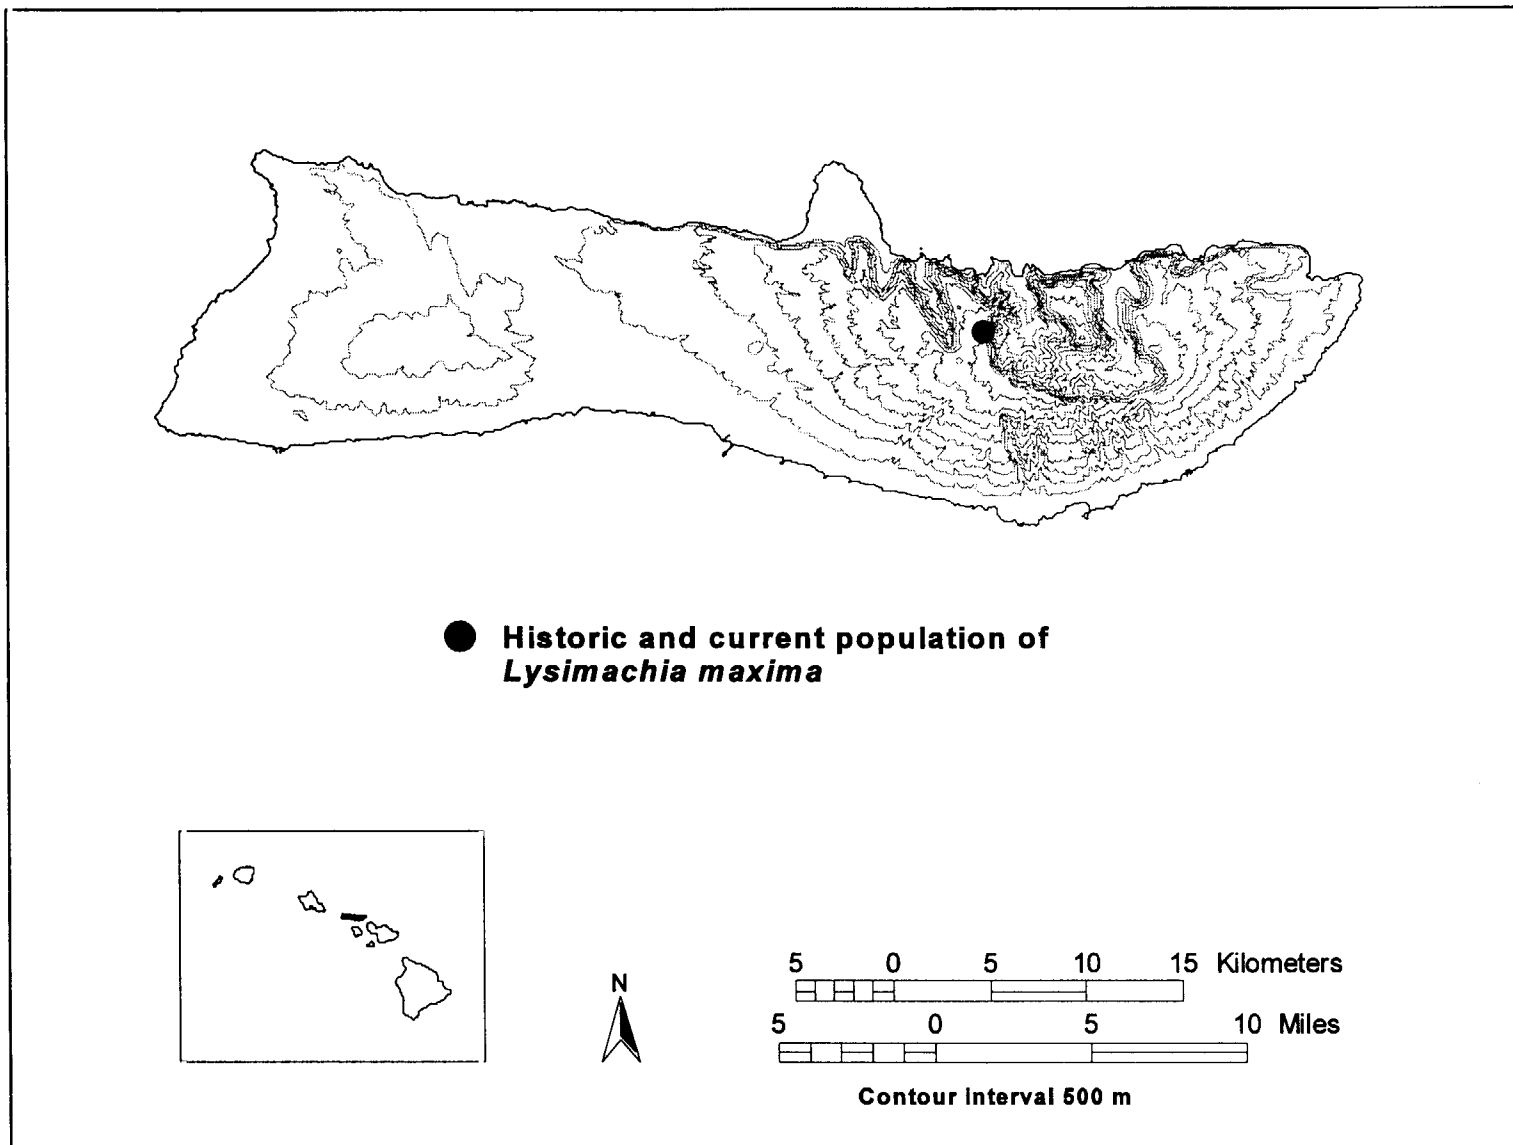 Historic and current population of
Lysimachia maxima
N
5 0 5 10 15 Kilometers
5 0 5 10 Miles
Contour Interval 500 m